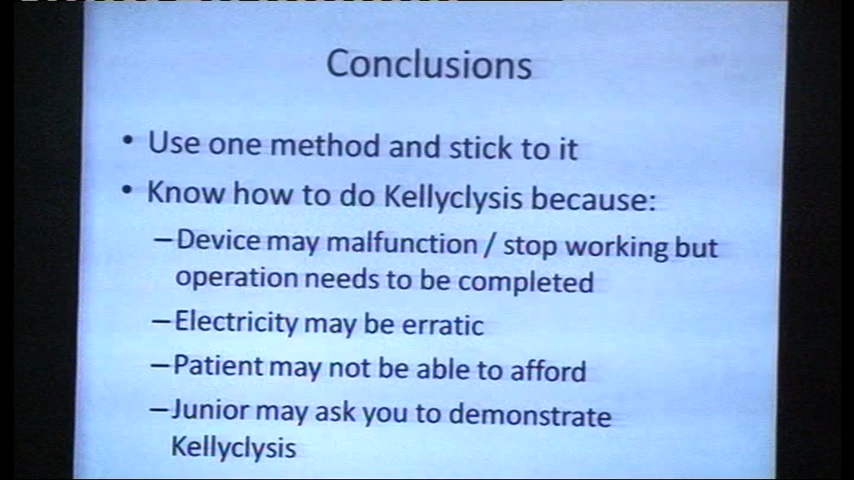 Conclusions
• Use one method and stick to it
• Know how to do Kellyclysis because:
–Device may malfunction / stop working but
operation needs to be completed
–Electricity may be erratic
–Patient may not be able to afford
–Junior may ask you to demonstrate
Kellyclysis